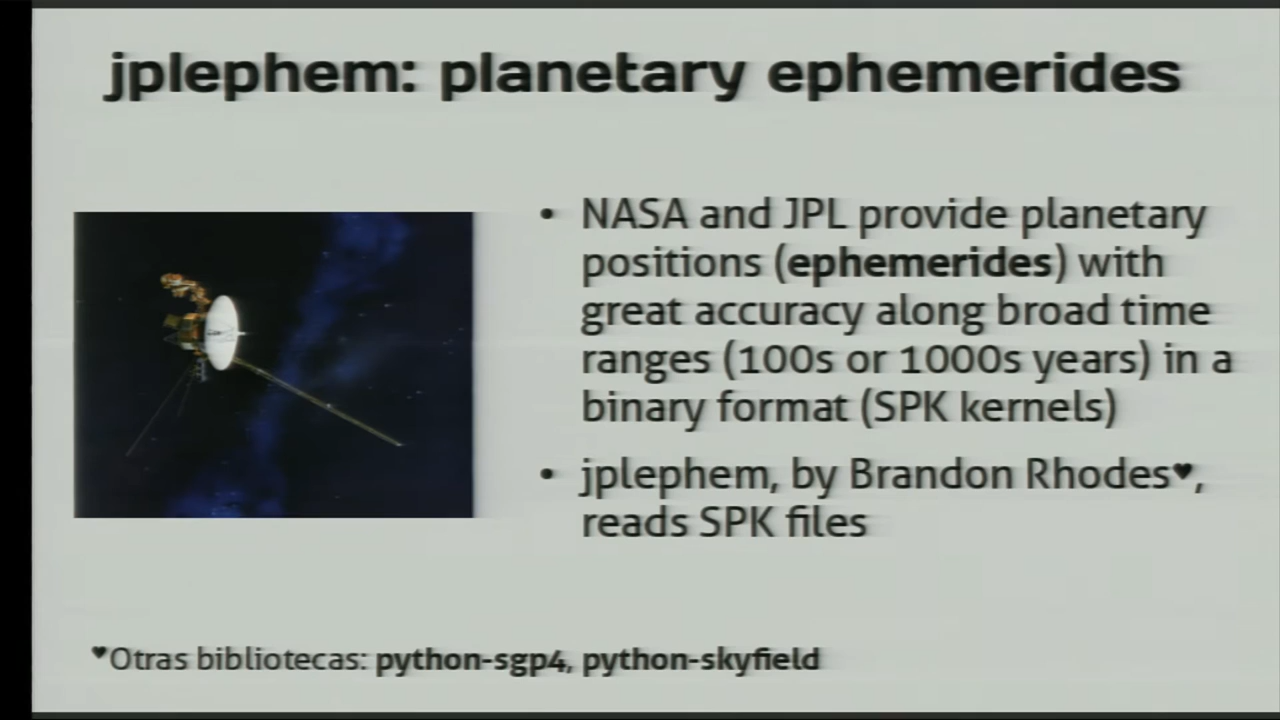 jplephem: planetary ephemerides
• NASA and JPL provide planetary
positions (ephemerides) with
great accuracy along broad time
ranges (100s or 1000s years) in a
binary format (SPK kernels)
• jplephem, by Brandon Rhodes♥,
reads SPK files
♥Otras bibliotecas: python-sgp4, python-skyfield